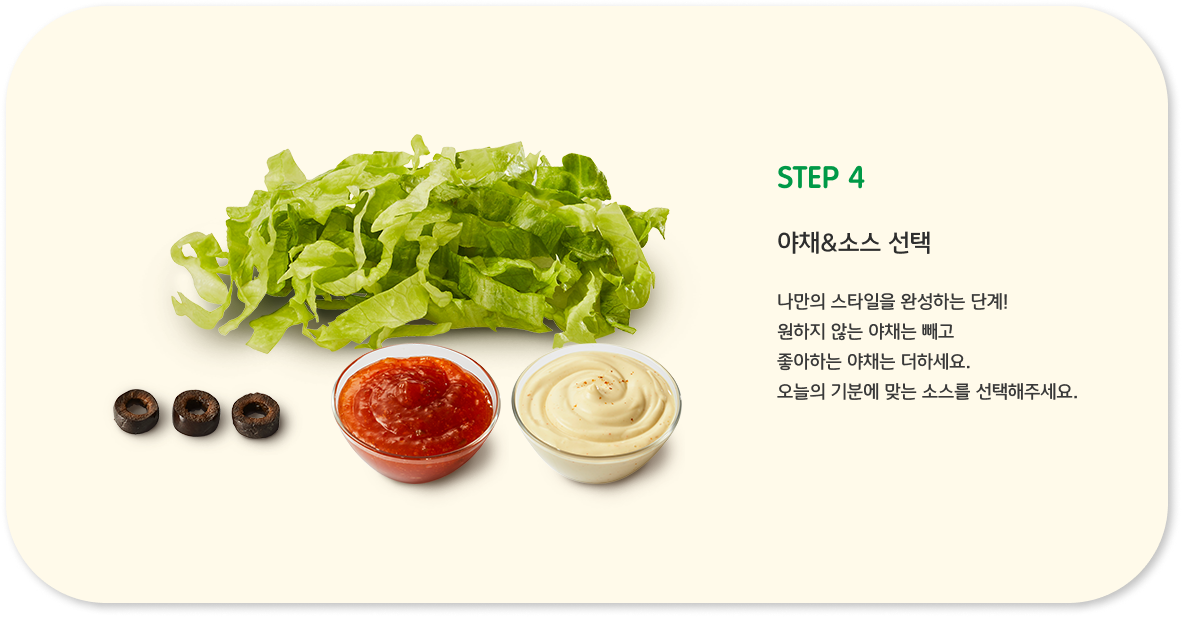 STEP 4
야채&소스 선택
나만의 스타일을 완성하는 단계!
원하지 않는 야채는 빼고
좋아하는 야채는 더하세요.
오늘의 기분에 맞는 소스를 선택해주세요.